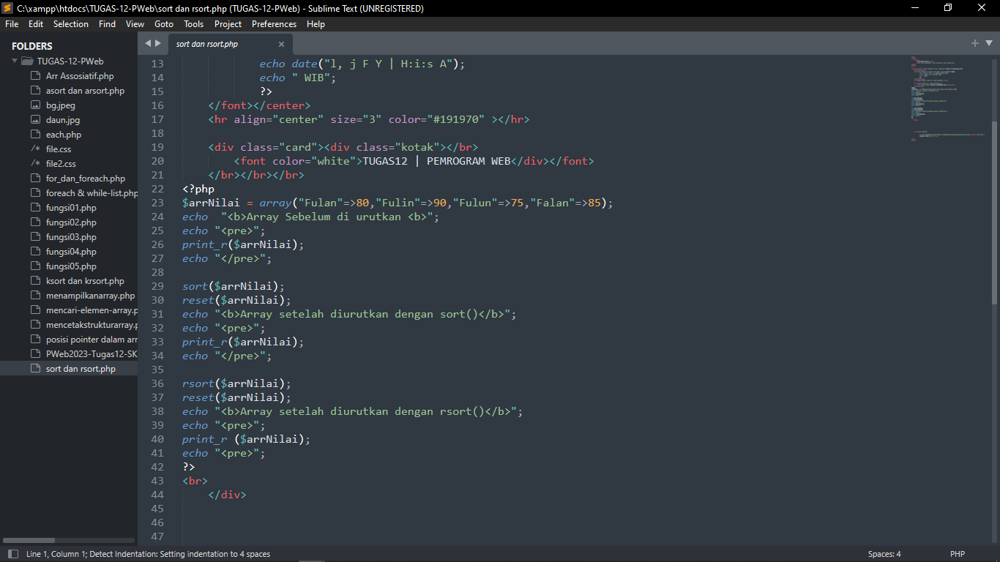 C:\xampp\htdocs\TUGAS-12-PWeb\sort dan rsort.php (TUGAS-12-PWeb) - Sublime Text (UNREGISTERED)
File Edit Selection Find View Goto Tools Project Preferences Help
FOLDERS
TUGAS-12-PWeb
Arr Assosiatif.php
asort dan arsort.php
bg.jpeg
daun.jpg
each.php
/* file.css
/* file2.css
for_dan_foreach.php
foreach & while-list.php
fungsi01.php
fungsi02.php
fungsi03.php
fungsi04.php
fungsi05.php
ksort dan krsort.php
menampilkanarray.php
mencari-elemen-array.p
mencetakstrukturarray.p
posisi pointer dalam arr
PWeb2023-Tugas12-SK
sort dan rsort.php
sort dan rsort.php
13 echo date("l, j F Y | H:i:s A");
14 echo " WIB";
15 ?>
16 </font></center>
17 <hr align="center" size="3" color="#191970" ></hr>
18
19 <div class="card"><div class="kotak"></br>
20 <font color="white">TUGAS12 | PEMROGRAM WEB</div></font>
21 </br></br></br>
22 <?php
23 $arrNilai = array("Fulan"=>80,"Fulin"=>90,"Fulun"=>75,"Falan"=>85);
24 echo  "<b>Array Sebelum di urutkan <b>";
25 echo "<pre>";
26 print_r($arrNilai);
27 echo "</pre>";
28
29 sort($arrNilai);
30 reset($arrNilai);
31 echo "<b>Array setelah diurutkan dengan sort()</b>";
32 echo "<pre>";
33 print_r($arrNilai);
34 echo "</pre>";
35
36 rsort($arrNilai);
37 reset($arrNilai);
38 echo "<b>Array setelah diurutkan dengan rsort()</b>";
39 echo "<pre>";
40 print_r ($arrNilai);
41 echo "<pre>";
42 ?>
43 <br>
44 </div>
45
46
47
Line 1, Column 1; Detect Indentation: Setting indentation to 4 spaces
Spaces: 4
PHP